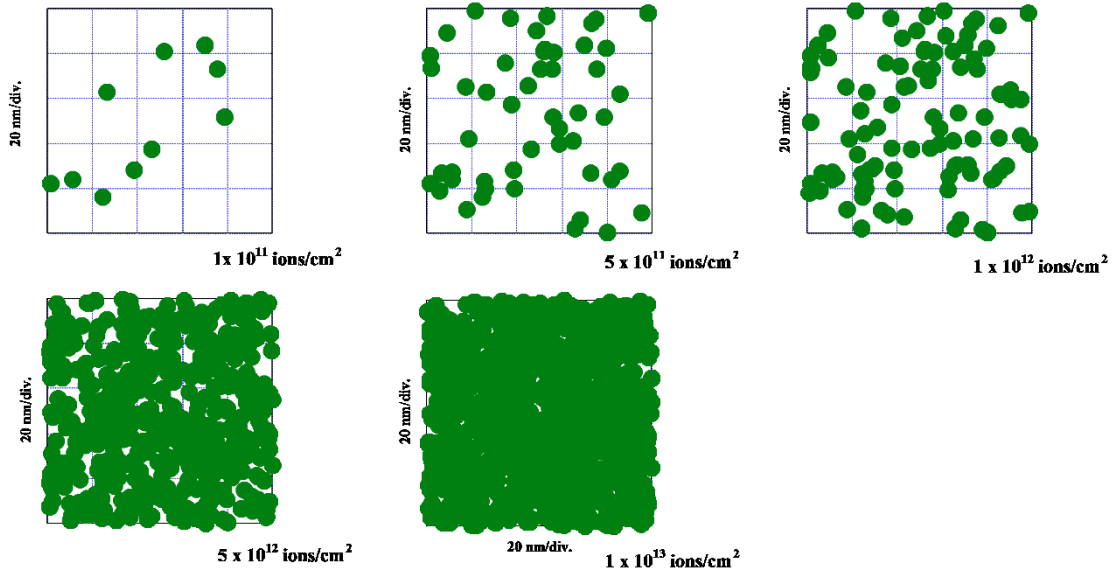 20 nm/div.
20 nm/div.
20 nm/div.
1x 10¹¹ ions/cm²
5 x 10¹¹ ions/cm²
1 x 10¹² ions/cm²
20 nm/div.
20 nm/div.
5 x 10¹² ions/cm²
20 nm/div.
1 x 10¹³ ions/cm²